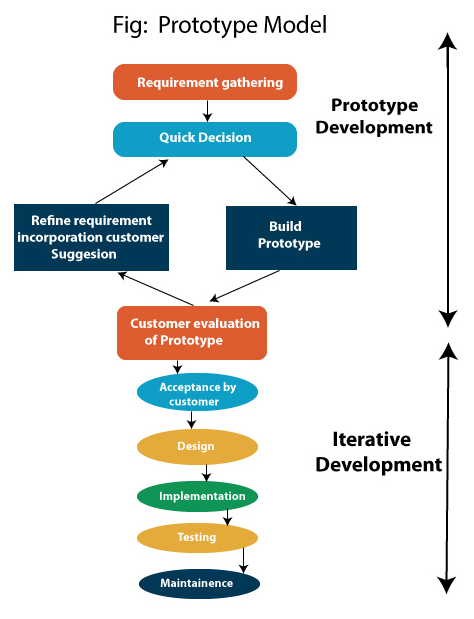 Fig: Prototype Model
Requirement gathering
Prototype
Development
Quick Decision
Refine requirement
incorporation customer
Suggesion
Build
Prototype
Customer evaluation
of Prototype
Acceptance by
customer
Iterative
Development
Design
Implementation
Testing
Maintainence